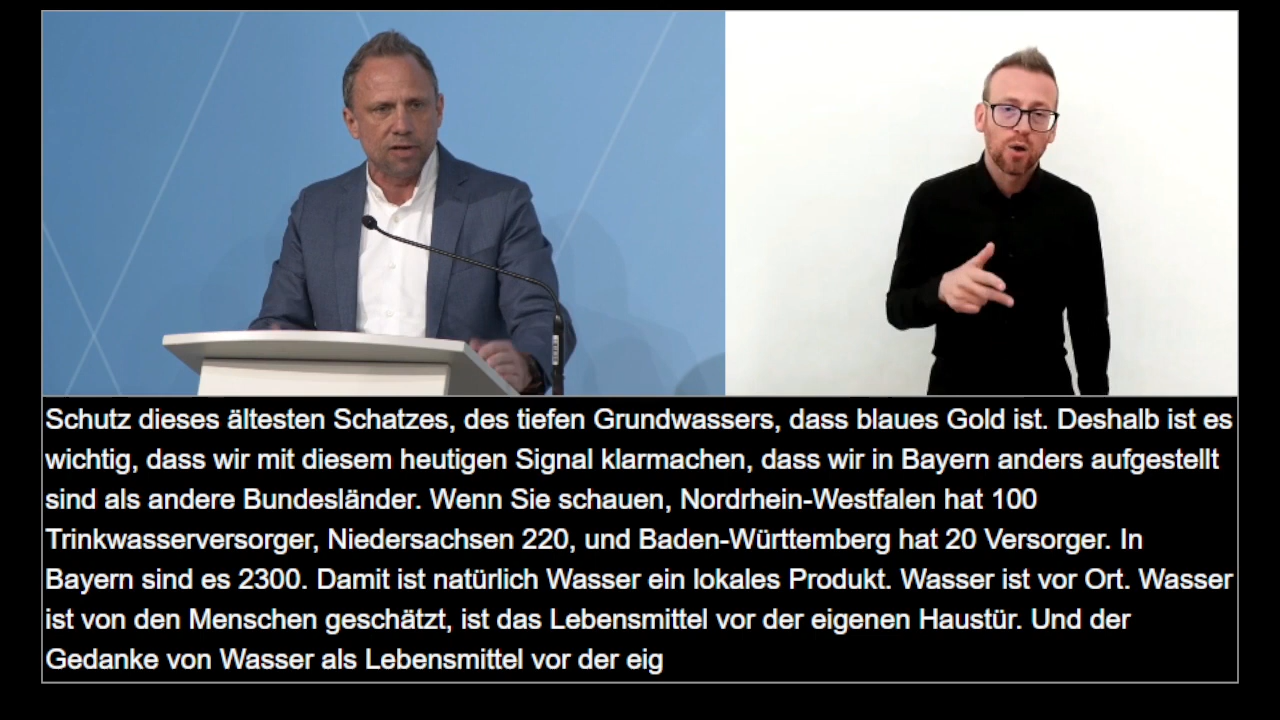 Schutz dieses ältesten Schatzes, des tiefen Grundwassers, dass blaues Gold ist. Deshalb ist es
wichtig, dass wir mit diesem heutigen Signal klarmachen, dass wir in Bayern anders aufgestellt
sind als andere Bundesländer. Wenn Sie schauen, Nordrhein-Westfalen hat 100
Trinkwasserversorger, Niedersachsen 220, und Baden-Württemberg hat 20 Versorger. In
Bayern sind es 2300. Damit ist natürlich Wasser ein lokales Produkt. Wasser ist vor Ort. Wasser
ist von den Menschen geschätzt, ist das Lebensmittel vor der eigenen Haustür. Und der
Gedanke von Wasser als Lebensmittel vor der eig